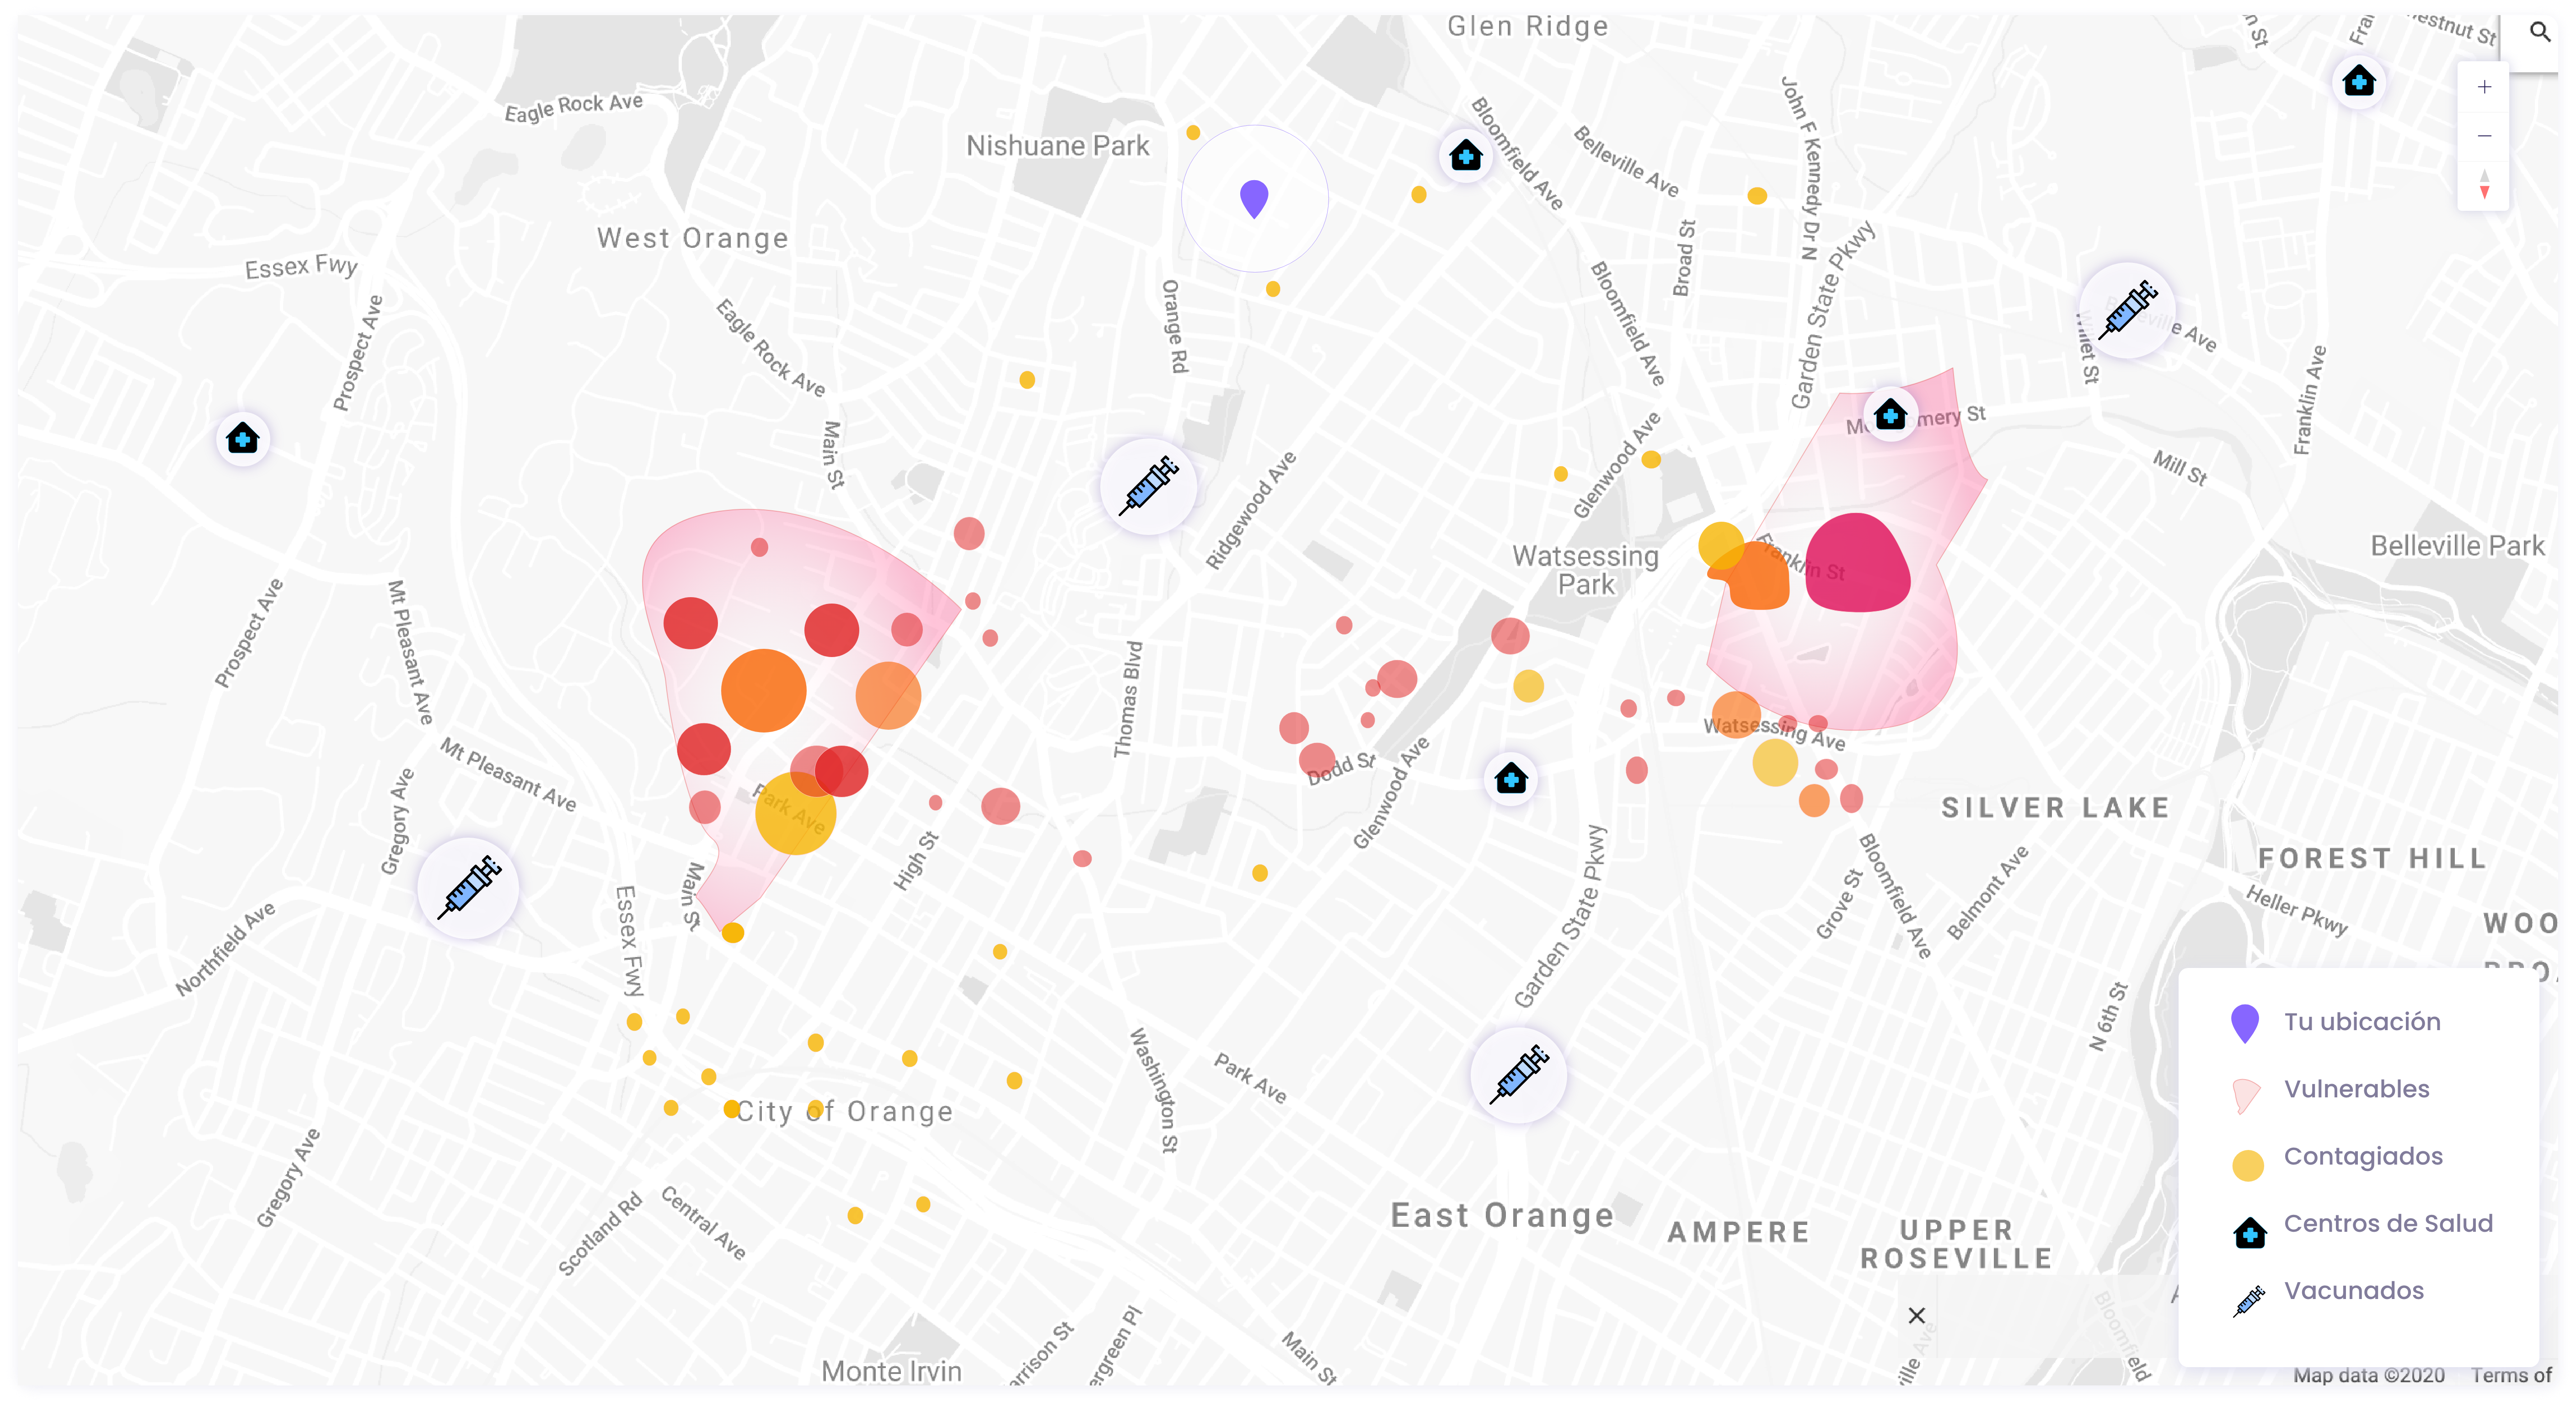 Glen Ridge
Chestnut St
Eagle Rock Ave
Nishuane Park
Bloomfield Ave
Belleville Ave
John F Kennedy Dr N
West Orange
Essex Fwy
Prospect Ave
Eagle Rock Ave
Orange Rd
Bloomfield Ave
Broad St
Garden State Pkwy
Willet St
Franklin Ave
Main St
Ridgewood Ave
Glenwood Ave
Mill St
Watsessing
Park
Franklin St
Belleville Park
Prospect Ave
Mt Pleasant Ave
Mt Pleasant Ave
Thomas Blvd
Watsessing Ave
Dodd St
Glenwood Ave
Gregory Ave
Park Ave
High St
SILVER LAKE
FOREST HILL
Main St
Essex Fwy
Northfield Ave
Garden State Pkwy
Grove St
Bloomfield Ave
Belmont Ave
Heller Pkwy
WOO
N 6th St
Washington St
Park Ave
City of Orange
Gregory Ave
Scotland Rd
Central Ave
East Orange
AMPERE
UPPER
ROSEVILLE
Monte Irvin
Main St
Bloomfield
Tu ubicación
Vulnerables
Contagiados
Centros de Salud
Vacunados
Map data ©2020 Terms of